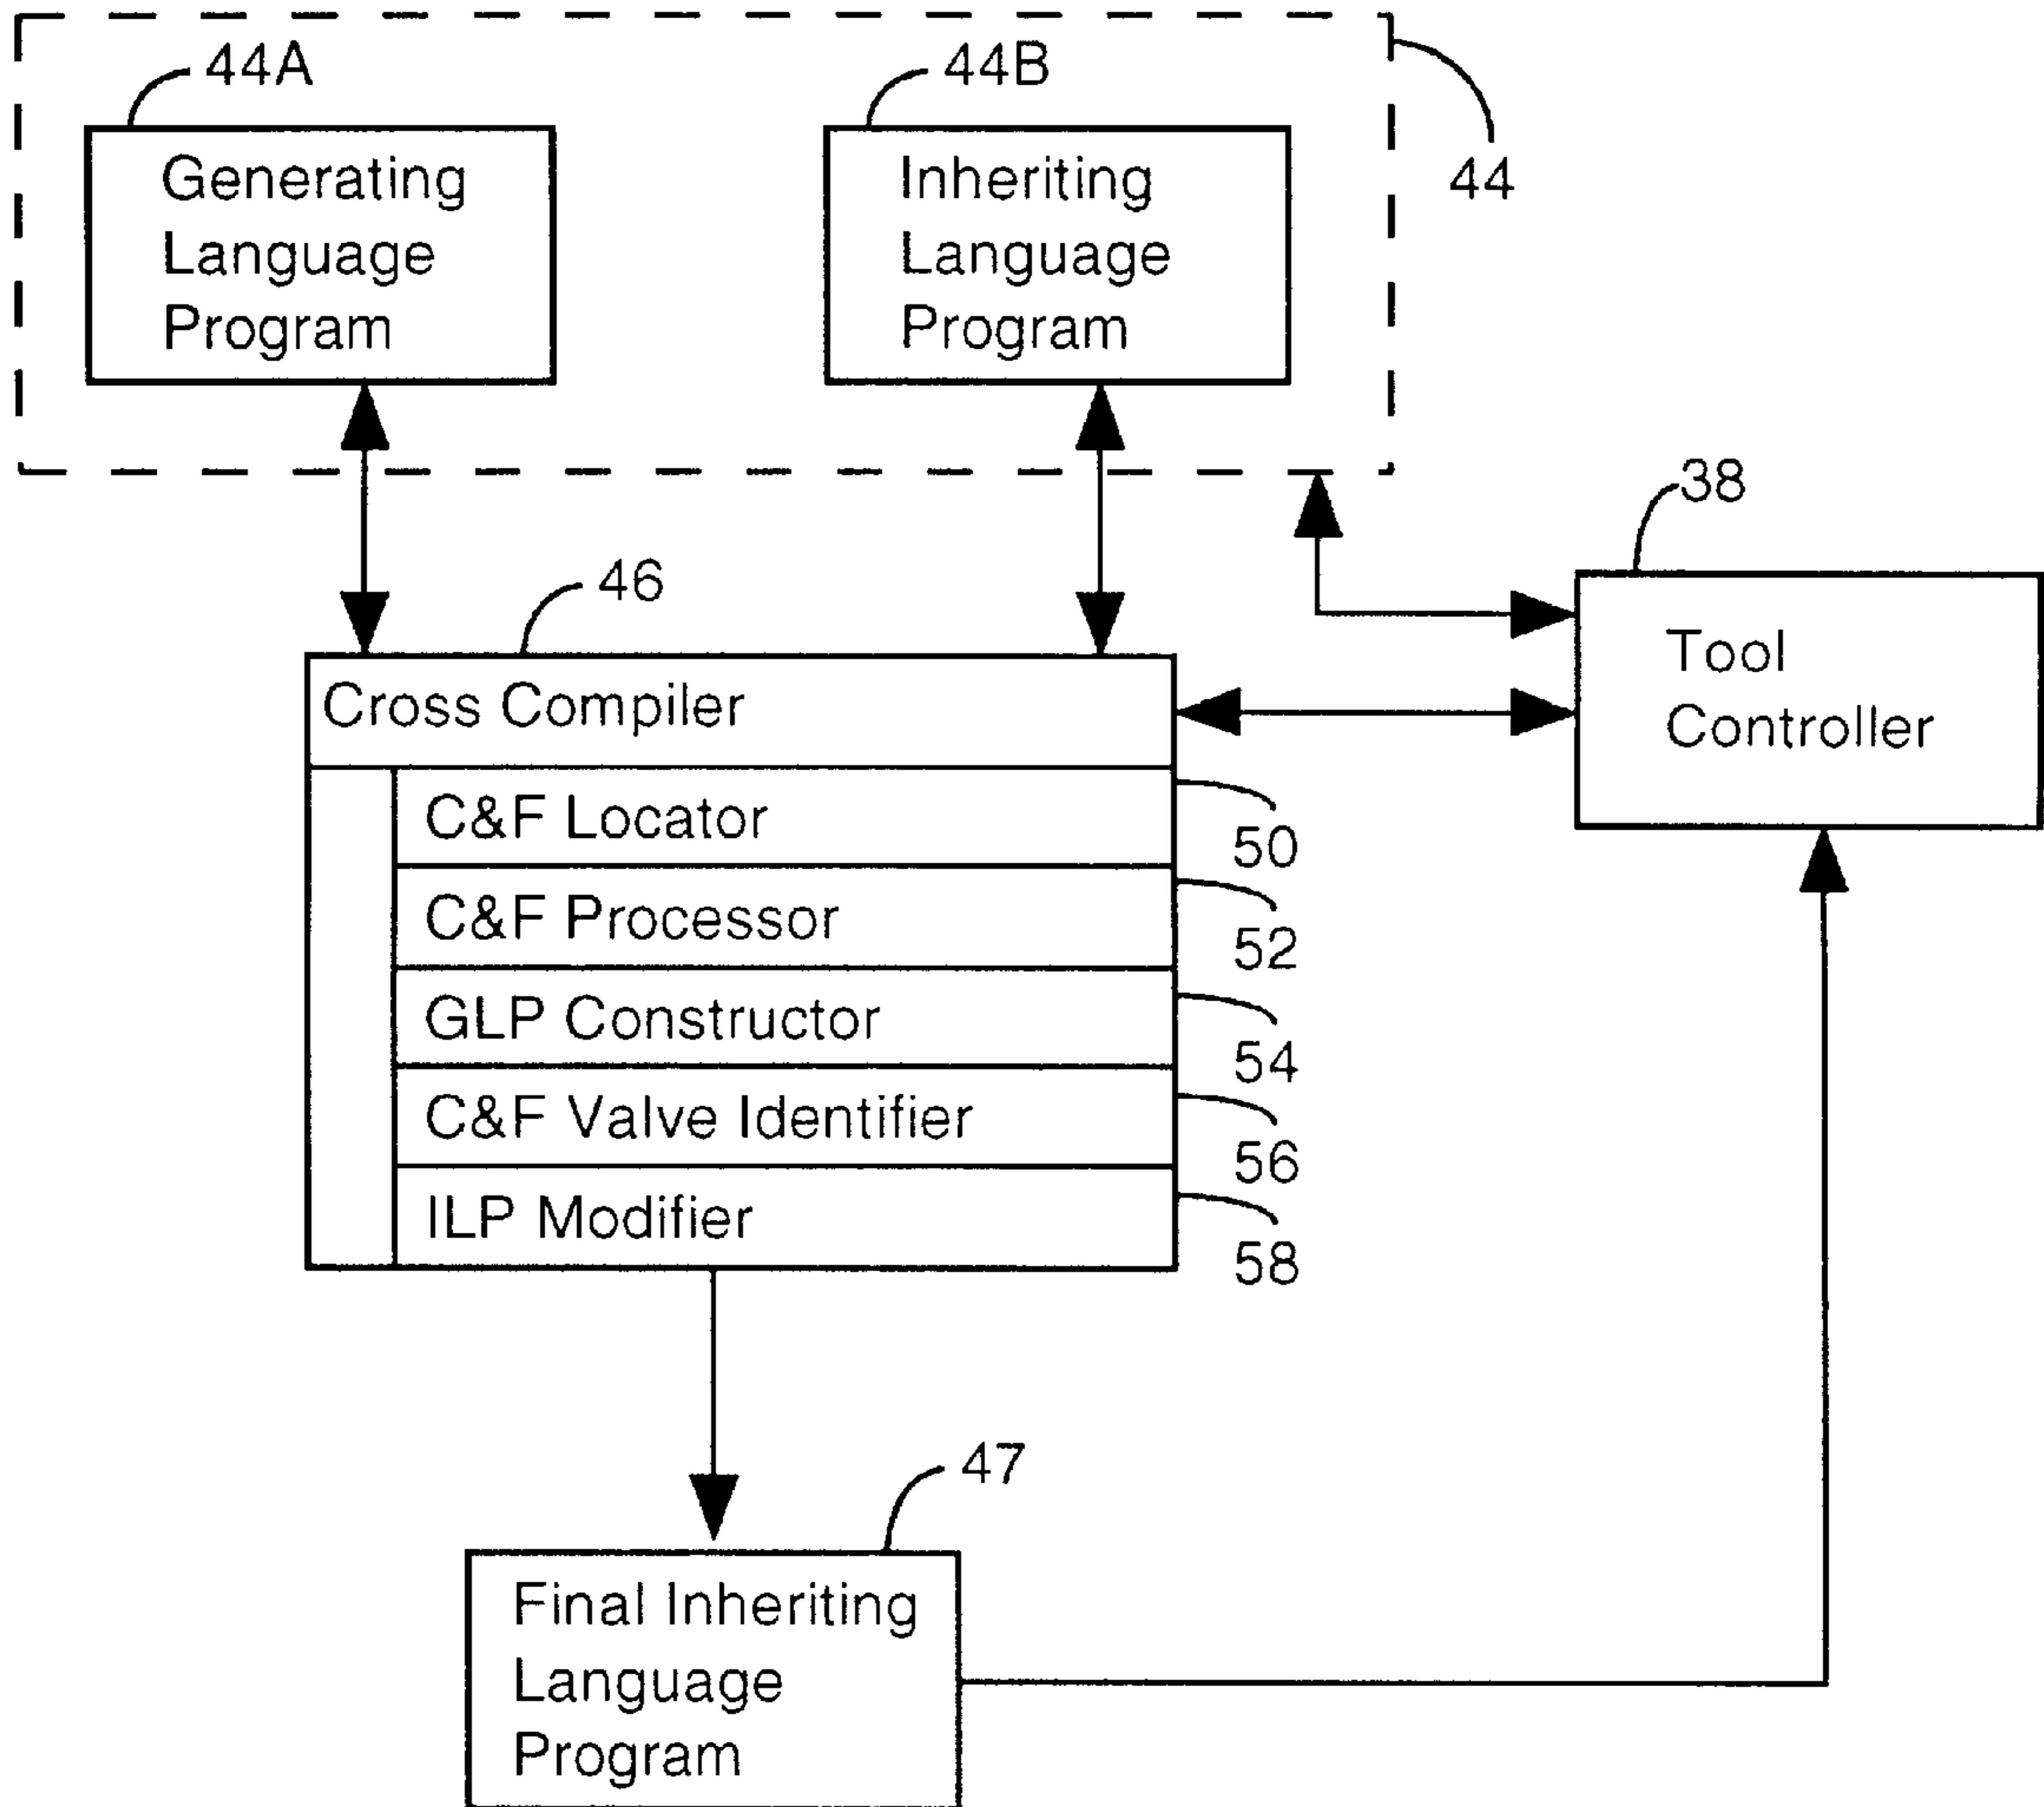 44A
44B
Generating
Language
Program
Inheriting
Language
Program
44
38
46
Tool
Controller
Cross Compiler
C&F Locator
50
C&F Processor
52
GLP Constructor
54
C&F Valve Identifier
56
ILP Modifier
58
47
Final Inheriting
Language
Program